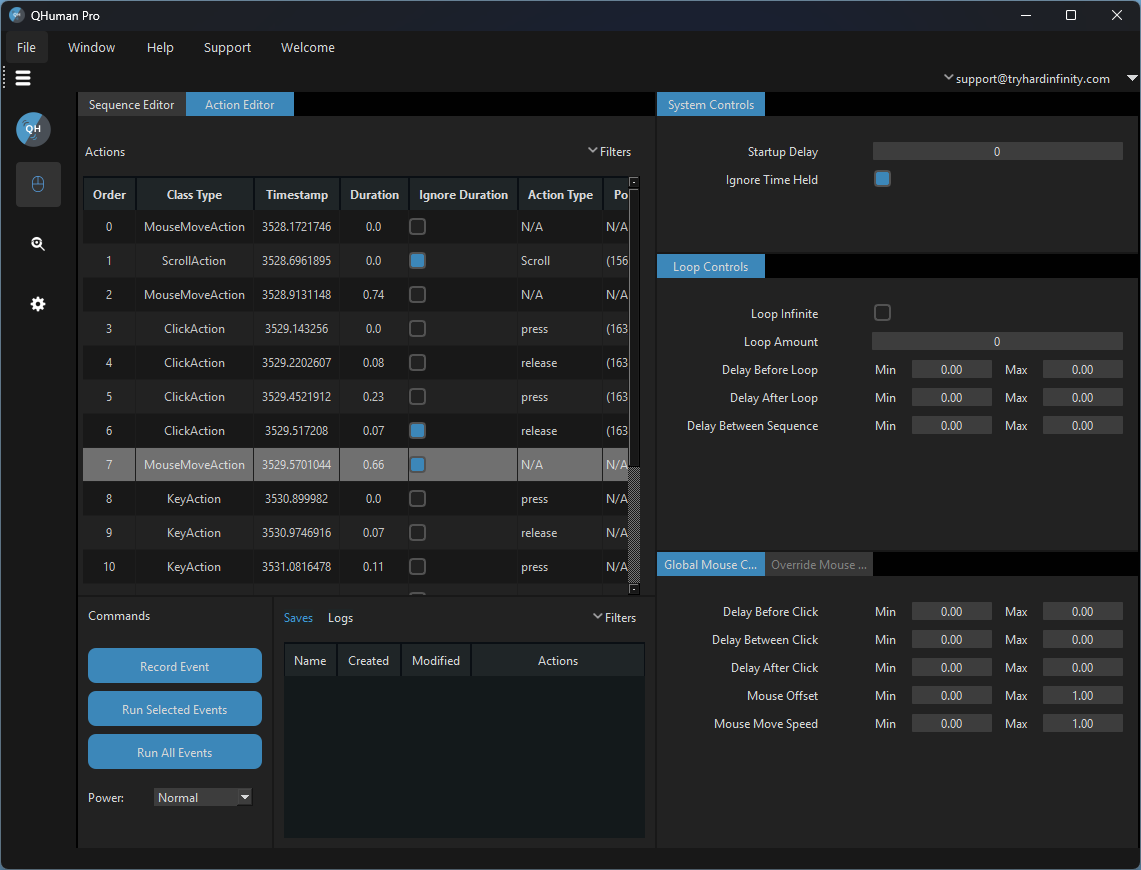 QHuman Pro
File Window Help Support Welcome
support@tryhardinfinity.com
QH
Sequence Editor Action Editor
Actions Filters
Order Class Type Timestamp Duration Ignore Duration Action Type Po
0 MouseMoveAction 3528.1721746 0.0 N/A N/A
1 ScrollAction 3528.6961895 0.0 Scroll (156
2 MouseMoveAction 3528.9131148 0.74 N/A N/A
3 ClickAction 3529.143256 0.0 press (163
4 ClickAction 3529.2202607 0.08 release (163
5 ClickAction 3529.4521912 0.23 press (163
6 ClickAction 3529.517208 0.07 release (163
7 MouseMoveAction 3529.5701044 0.66 N/A N/A
8 KeyAction 3530.899982 0.0 press N/A
9 KeyAction 3530.9746916 0.07 release N/A
10 KeyAction 3531.0816478 0.11 press N/A
Commands
Record Event
Run Selected Events
Run All Events
Power: Normal
Saves Logs Filters
Name Created Modified Actions
System Controls
Startup Delay 0
Ignore Time Held
Loop Controls
Loop Infinite
Loop Amount 0
Delay Before Loop Min 0.00 Max 0.00
Delay After Loop Min 0.00 Max 0.00
Delay Between Sequence Min 0.00 Max 0.00
Global Mouse C... Override Mouse ...
Delay Before Click Min 0.00 Max 0.00
Delay Between Click Min 0.00 Max 0.00
Delay After Click Min 0.00 Max 0.00
Mouse Offset Min 0.00 Max 1.00
Mouse Move Speed Min 0.00 Max 1.00